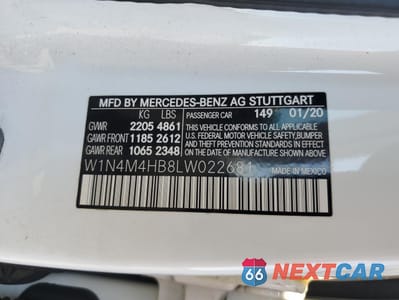 MFD BY MERCEDES-BENZ AG STUTTGART
KG LBS PASSENGER CAR 149 01/20
GVWR 2205 4861
GAWR FRONT 1185 2612
GAWR REAR 1065 2348
THIS VEHICLE CONFORMS TO ALL APPLICABLE
U.S. FEDERAL MOTOR VEHICLE SAFETY, BUMPER
AND THEFT PREVENTION STANDARDS IN EFFECT
ON THE DATE OF MANUFACTURE SHOWN ABOVE.
W1N4M4HB8LW022681
MADE IN MEXICO
66 NEXTCAR